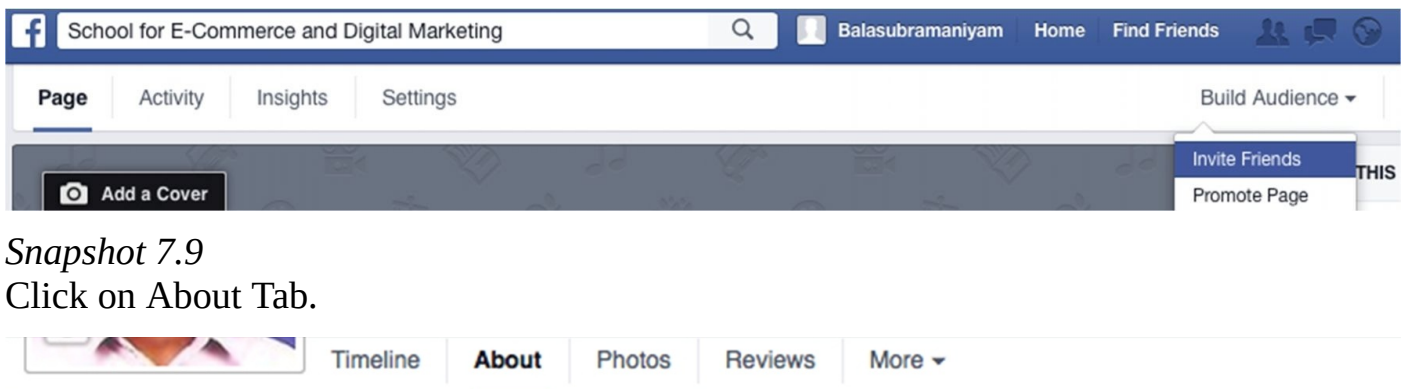 f School for E-Commerce and Digital Marketing Balasubramaniyam Home Find Friends
Page Activity Insights Settings Build Audience
Invite Friends
THIS
Add a Cover
Promote Page
Snapshot 7.9
Click on About Tab.
Timeline About Photos Reviews More